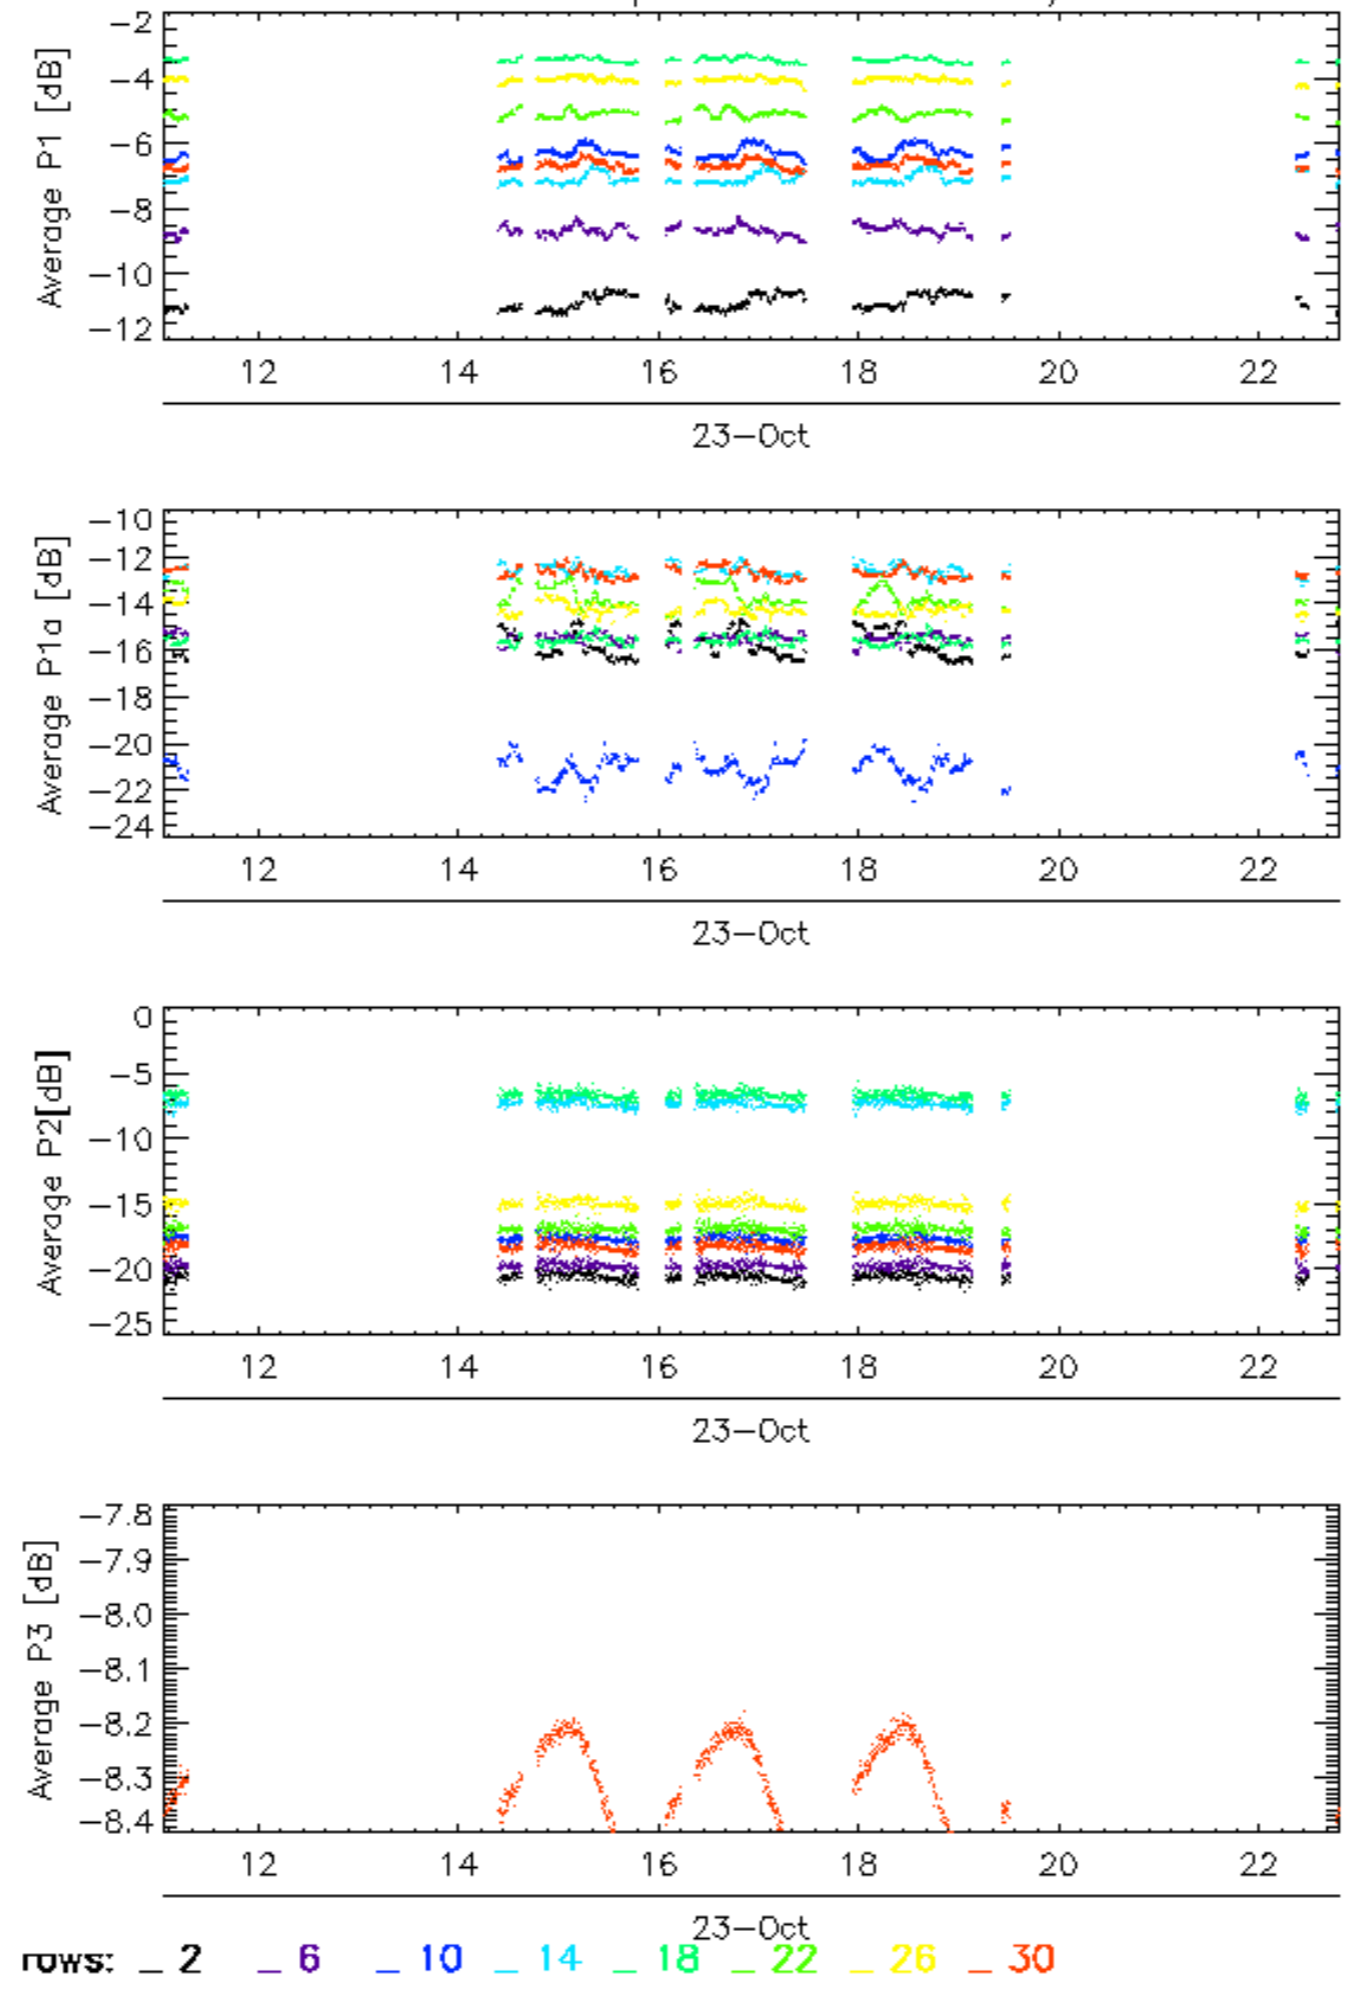 −2
−4
−6
−8
−10
−12
Average P1 [dB]
12 14 16 18 20 22
23−Oct
−10
−12
−14
−16
−18
−20
−22
−24
Average P1a [dB]
12 14 16 18 20 22
23−Oct
0
−5
−10
−15
−20
−25
Average P2[dB]
12 14 16 18 20 22
23−Oct
−7.8
−7.9
−8.0
−8.1
−8.2
−8.3
−8.4
Average P3 [dB]
12 14 16 18 20 22
23−Oct
rows: _ 2 _ 6 _ 10 _ 14 _ 18 _ 22 _ 26 _ 30